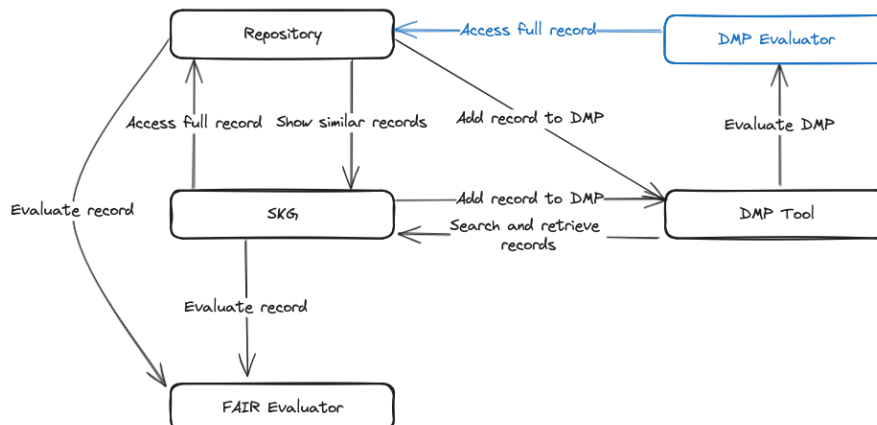 Repository
Access full record
DMP Evaluator
Access full record
Show similar records
Add record to DMP
Evaluate DMP
Evaluate record
SKG
Add record to DMP
Search and retrieve
records
DMP Tool
Evaluate record
FAIR Evaluator